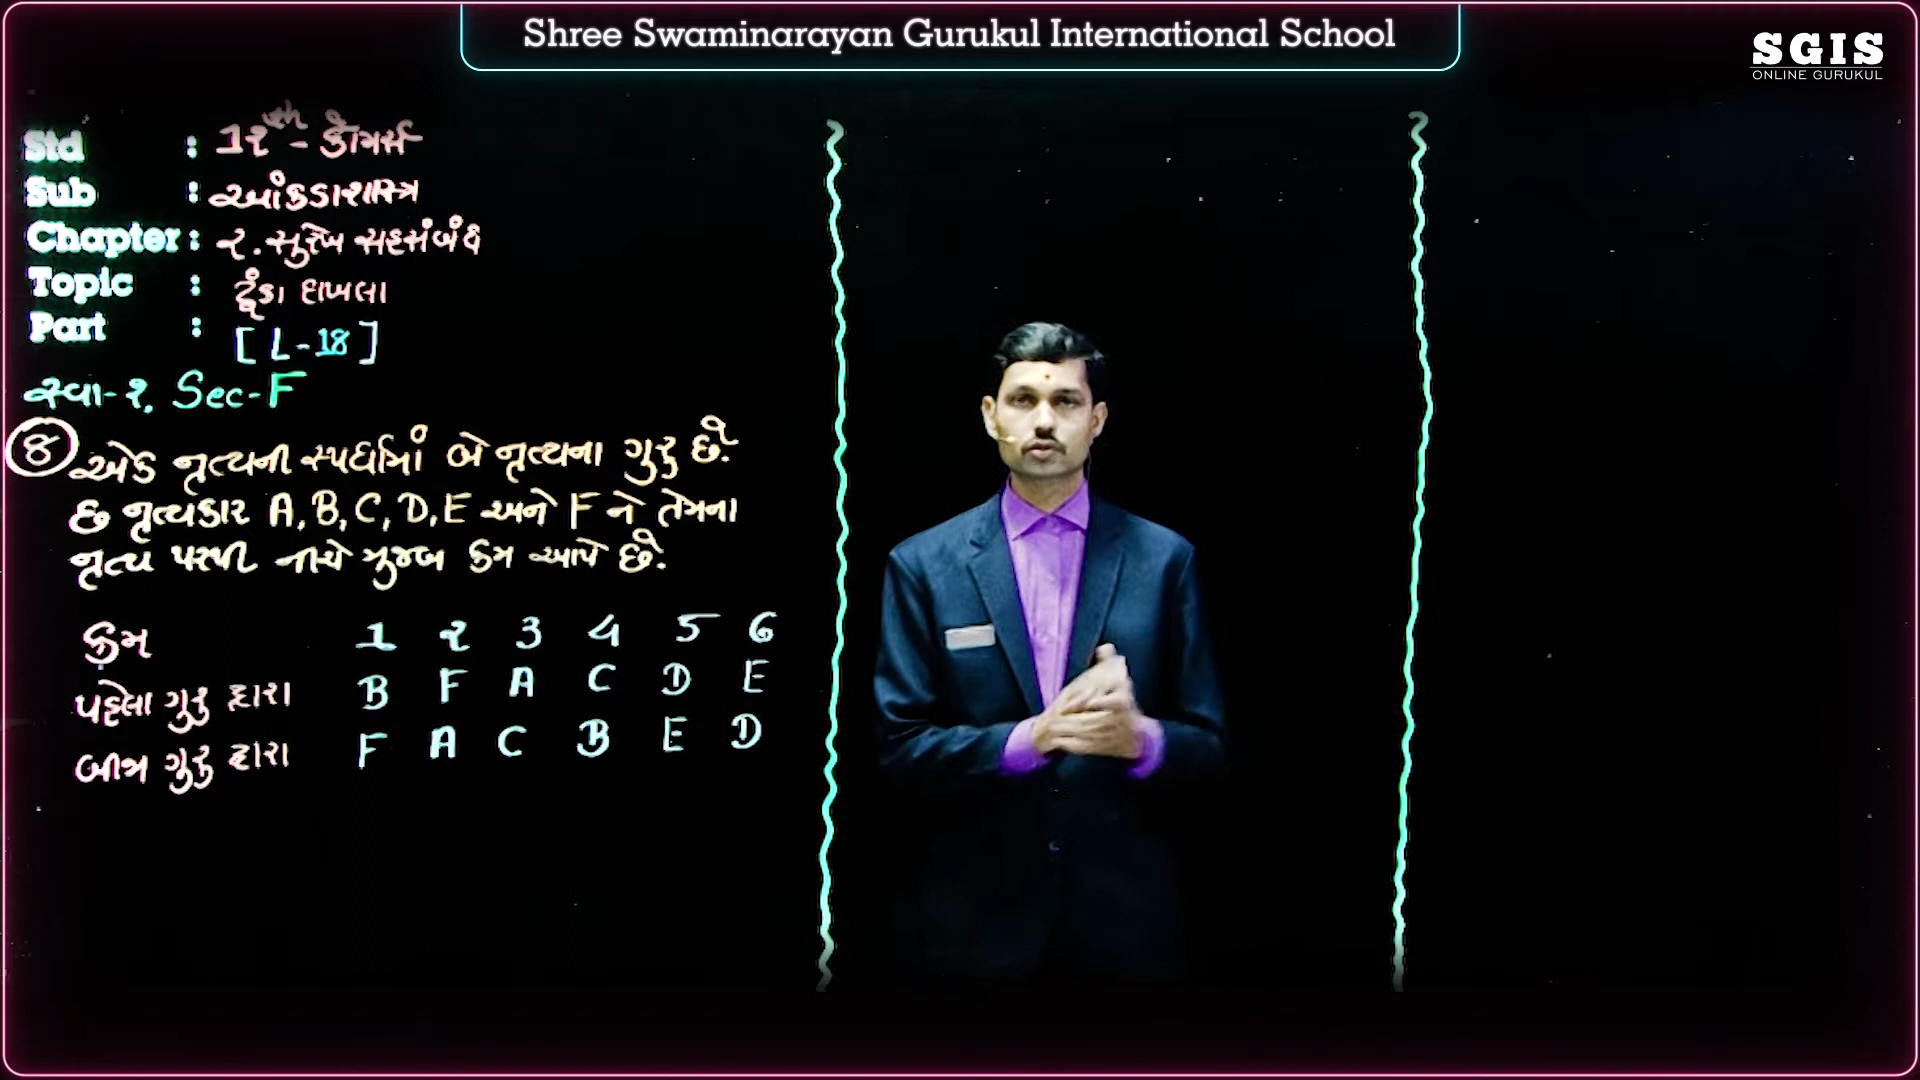 Shree Swaminarayan Gurukul International School
SGIS
ONLINE GURUKUL
Std : 12th - કોમર્સ
Sub : આંકડાશાસ્ત્ર
Chapter : ૨. સુરેખ સહસંબંધ
Topic : ટૂંકા દાખલા
Part : [ L-18 ]
સ્વા-૨, Sec-F
૪ એક નૃત્યની સ્પર્ધામાં બે નૃત્યના ગુરુ છે.
છ નૃત્યકાર A, B, C, D, E અને F ને તેમના
નૃત્ય પરથી નીચે મુજબ ક્રમ આપે છે.
ક્રમ 1 2 3 4 5 6
પહેલા ગુરુ દ્વારા B F A C D E
બીજા ગુરુ દ્વારા F A C B E D